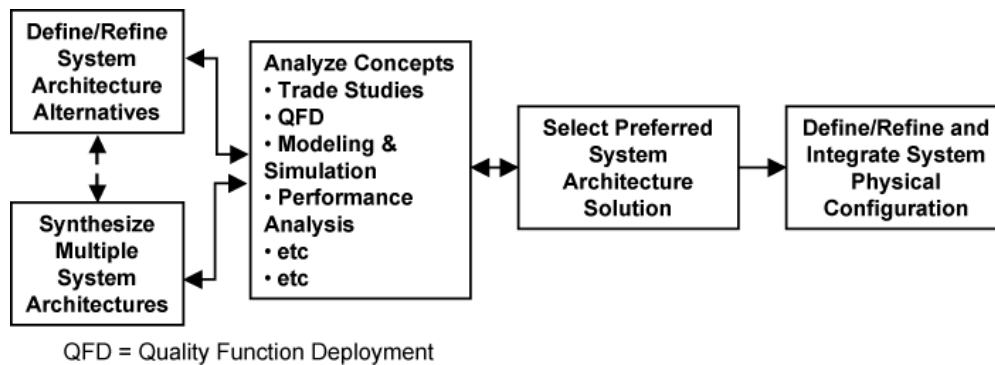 Define/Refine
System
Architecture
Alternatives
Synthesize
Multiple
System
Architectures
Analyze Concepts
• Trade Studies
• QFD
• Modeling &
Simulation
• Performance
Analysis
• etc
• etc
Select Preferred
System
Architecture
Solution
Define/Refine and
Integrate System
Physical
Configuration
QFD = Quality Function Deployment